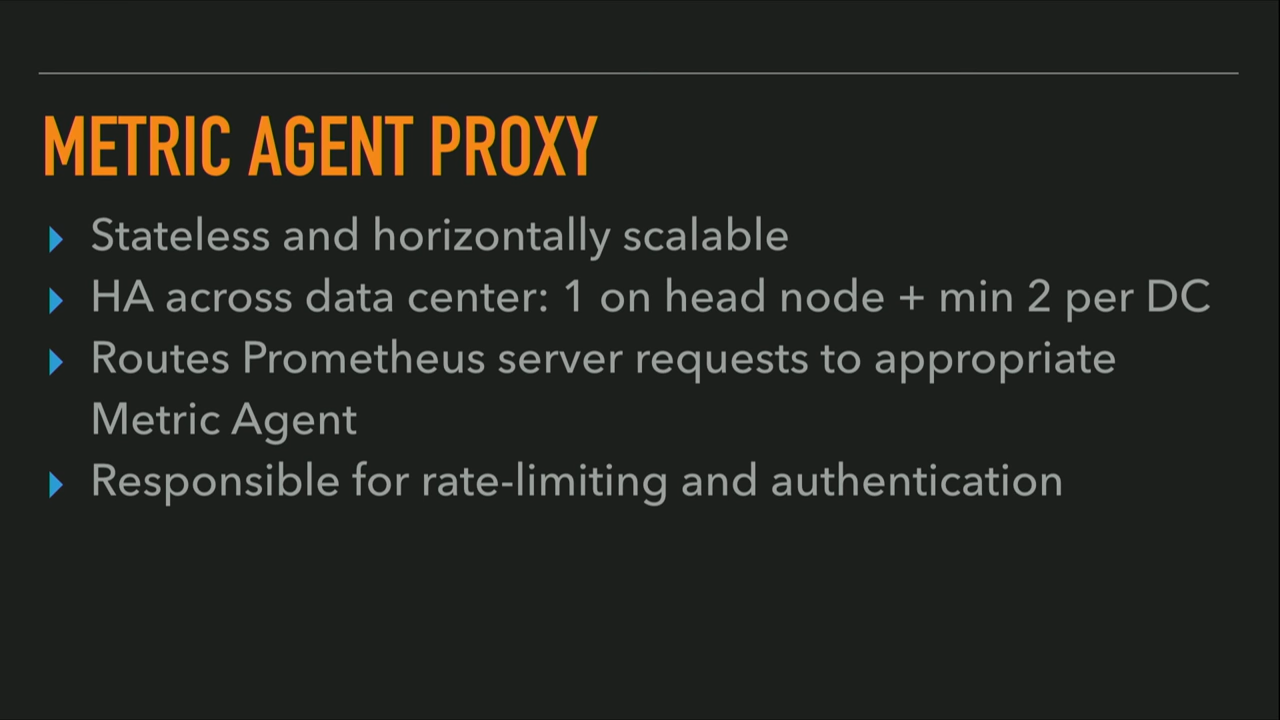 METRIC AGENT PROXY
Stateless and horizontally scalable
HA across data center: 1 on head node + min 2 per DC
Routes Prometheus server requests to appropriate
Metric Agent
Responsible for rate-limiting and authentication